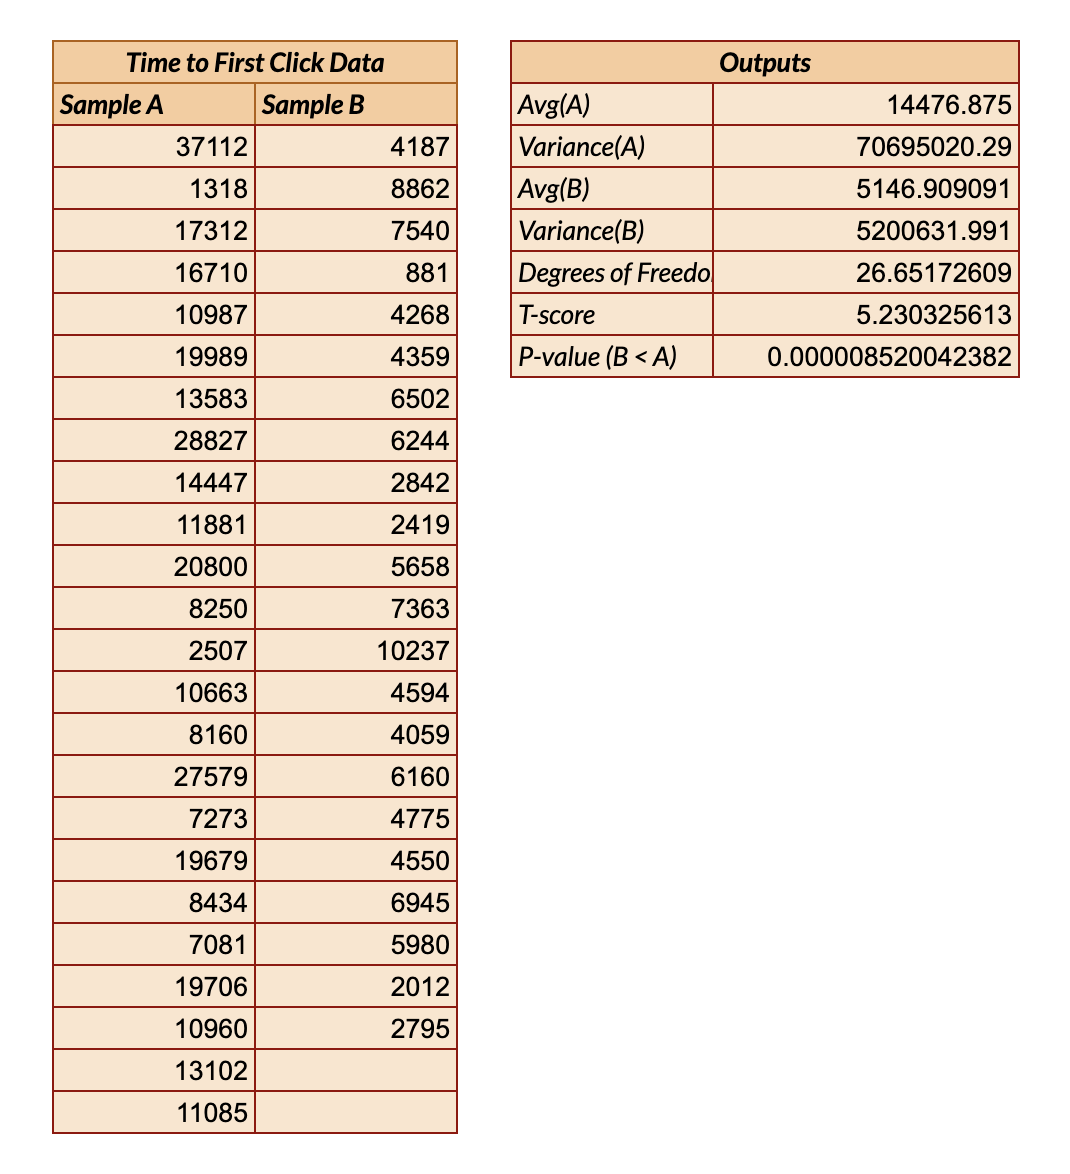 Time to First Click Data
Sample A Sample B
37112 4187
1318 8862
17312 7540
16710 881
10987 4268
19989 4359
13583 6502
28827 6244
14447 2842
11881 2419
20800 5658
8250 7363
2507 10237
10663 4594
8160 4059
27579 6160
7273 4775
19679 4550
8434 6945
7081 5980
19706 2012
10960 2795
13102
11085
Outputs
Avg(A) 14476.875
Variance(A) 70695020.29
Avg(B) 5146.909091
Variance(B) 5200631.991
Degrees of Freedo 26.65172609
T-score 5.230325613
P-value (B < A) 0.000008520042382